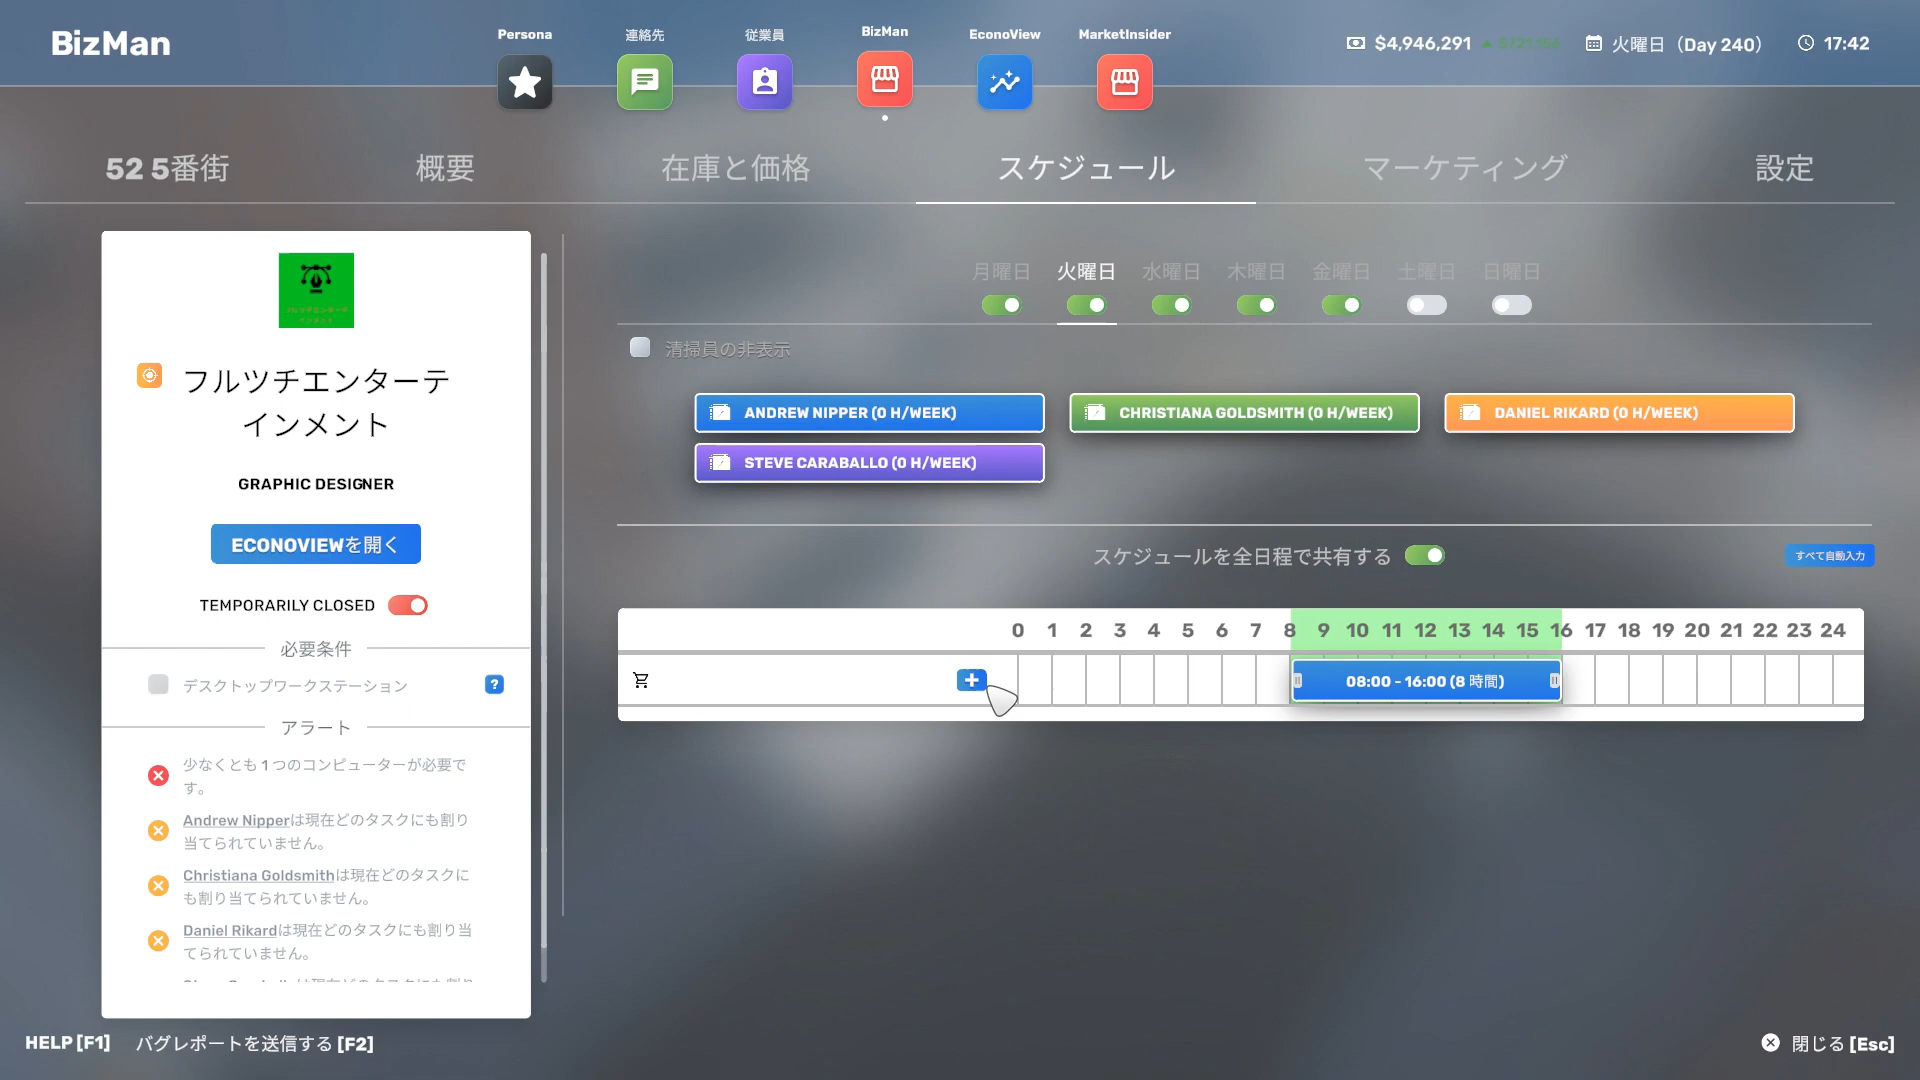 BizMan
Persona
連絡先
従業員
BizMan
EconoView
MarketInsider
$4,946,291
火曜日（Day 240）
17:42
52 5番街
概要
在庫と価格
スケジュール
マーケティング
設定
フルツチエンターテ
インメント
GRAPHIC DESIGNER
ECONOVIEWを開く
TEMPORARILY CLOSED
必要条件
デスクトップワークステーション
?
アラート
少なくとも 1 つのコンピューターが必要で
す。
Andrew Nipperは現在どのタスクにも割り
当てられていません。
Christiana Goldsmithは現在どのタスクに
も割り当てられていません。
Daniel Rikardは現在どのタスクにも割り当
てられていません。
月曜日 火曜日 水曜日 木曜日 金曜日 土曜日 日曜日
清掃員の非表示
ANDREW NIPPER (0 H/WEEK)
CHRISTIANA GOLDSMITH (0 H/WEEK)
DANIEL RIKARD (0 H/WEEK)
STEVE CARABALLO (0 H/WEEK)
スケジュールを全日程で共有する
すべて自動入力
0 1 2 3 4 5 6 7 8 9 10 11 12 13 14 15 16 17 18 19 20 21 22 23 24
08:00 - 16:00 (8 時間)
HELP [F1]
バグレポートを送信する [F2]
閉じる [Esc]